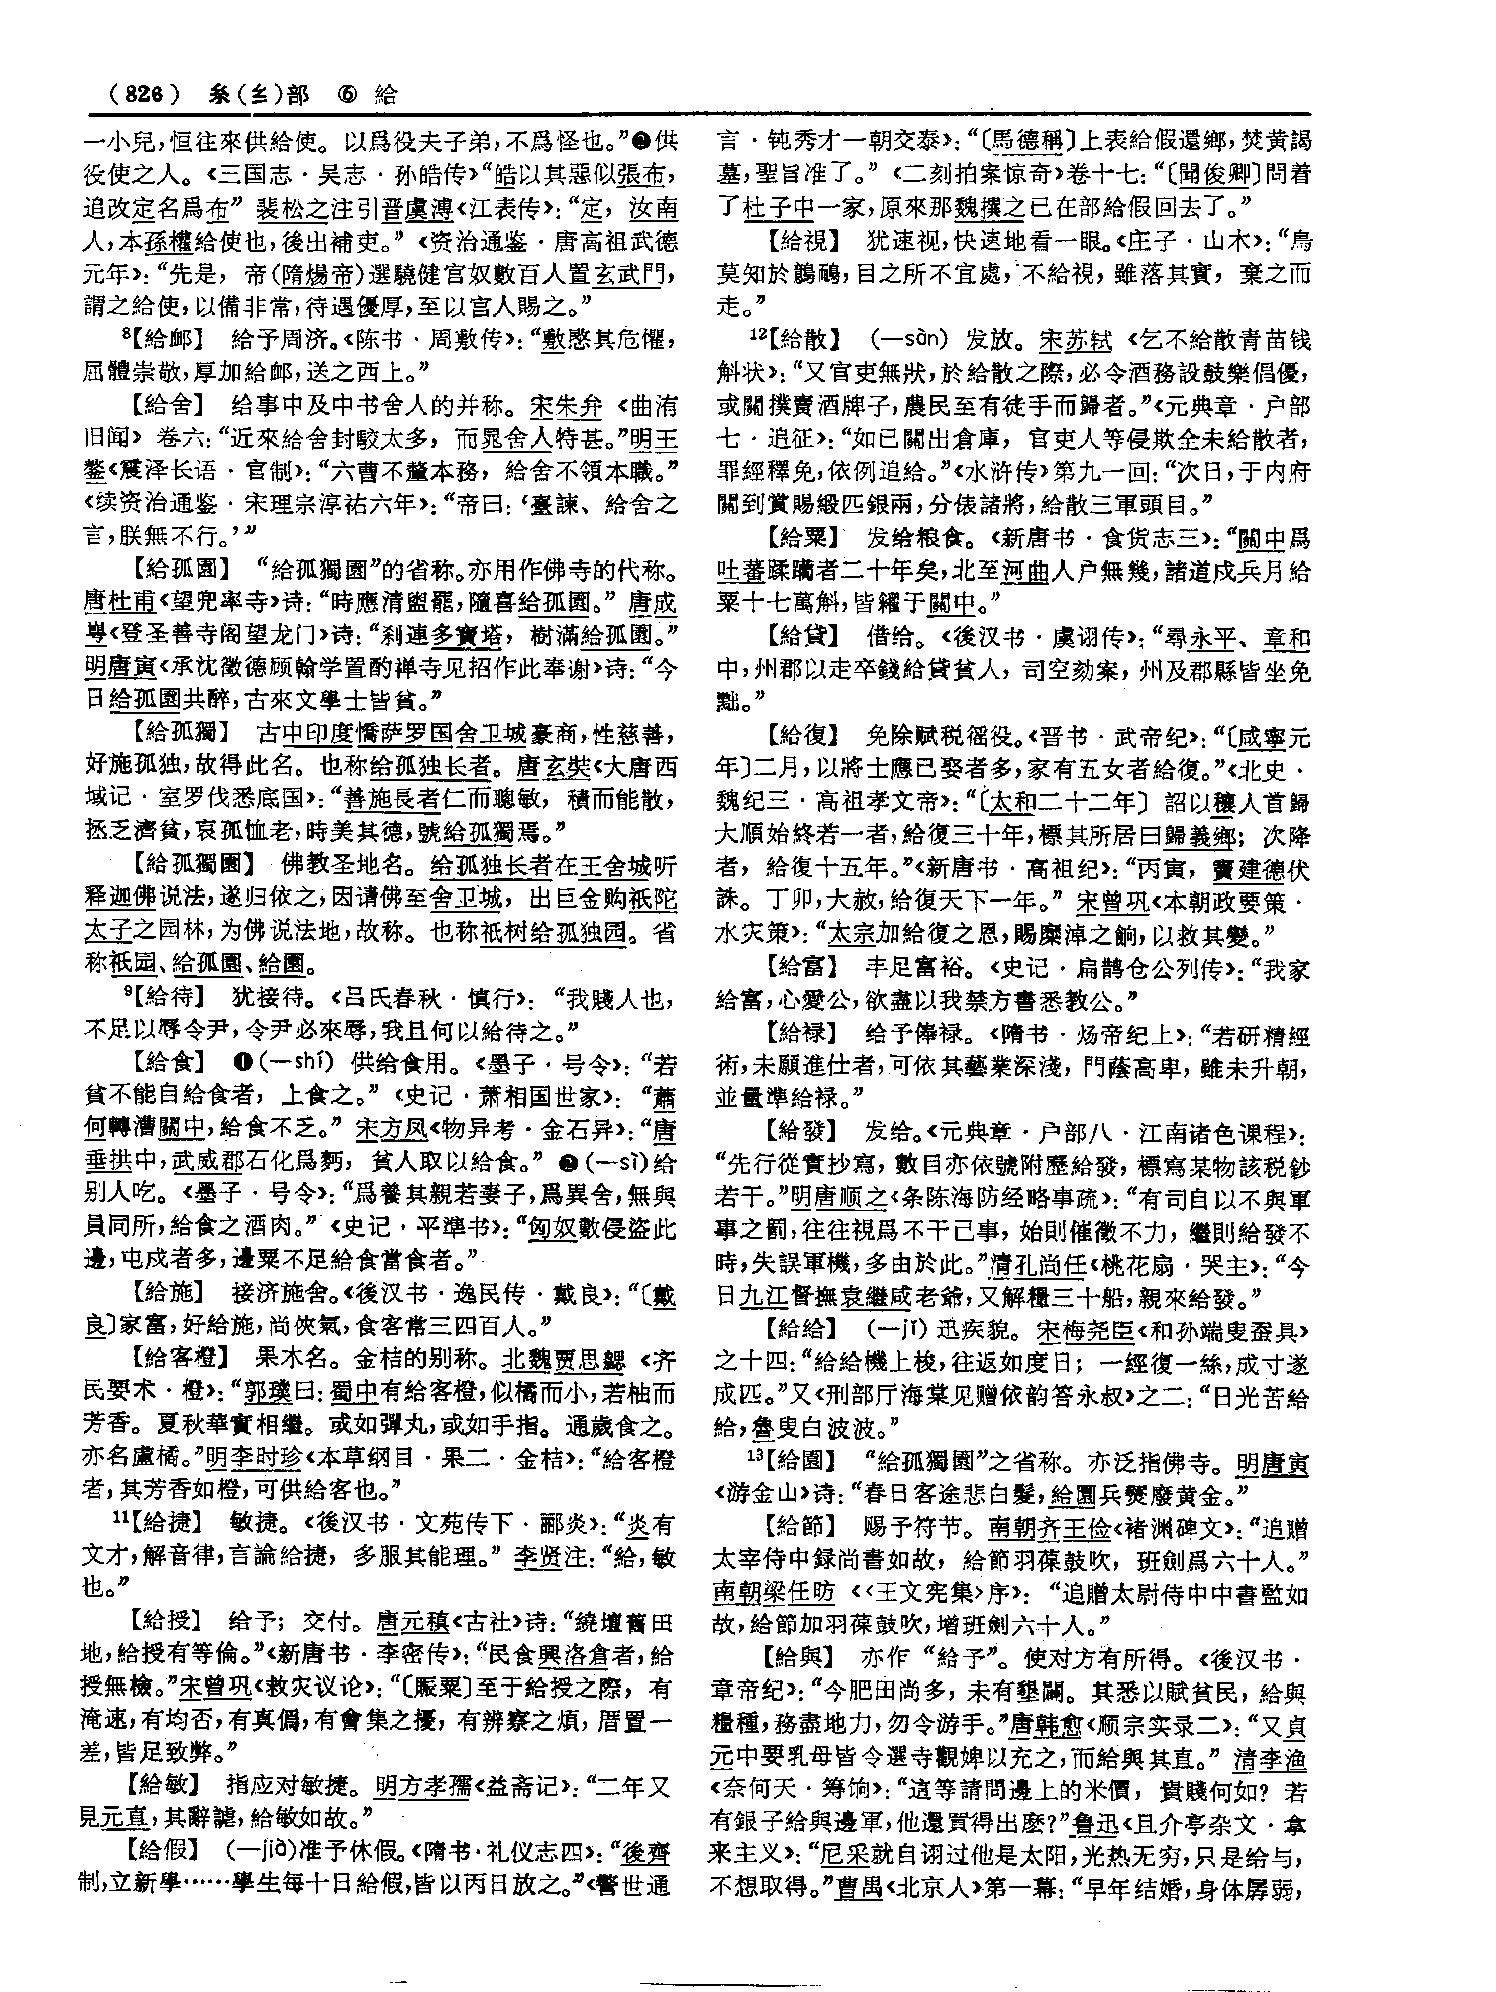 （826） 糸（糹）部 ⑥ 給
一小兒，恒往來供給使。以爲役夫子弟，不爲怪也。”❷供
役使之人。《三国志·吴志·孙皓传》“皓以其惡似張布，
追改定名爲布”裴松之注引晋虞溥《江表传》：“定，汝南
人，本孫權給使也，後出補吏。”《资治通鉴·唐高祖武德
元年》：“先是，帝（隋煬帝）選驍健官奴數百人置玄武門，
謂之給使，以備非常，待遇優厚，至以宫人賜之。”
⁸【給卹】 给予周济。《陈书·周敷传》：“敷愍其危懼，
屈體崇敬，厚加給卹，送之西上。”
【給舍】 给事中及中书舍人的并称。宋朱弁《曲洧
旧闻》卷六：“近來給舍封駮太多，而晁舍人特甚。”明王
鏊《震泽长语·官制》：“六曹不釐本務，給舍不領本職。”
《续资治通鉴·宋理宗淳祐六年》：“帝曰：‘臺諫、給舍之
言，朕無不行。’”
【給孤園】 “給孤獨園”的省称。亦用作佛寺的代称。
唐杜甫《望兜率寺》诗：“時應清盥罷，隨喜給孤園。”唐成
㝵《登圣善寺阁望龙门》诗：“刹連多寶塔，樹滿給孤園。”
明唐寅《承沈徵德顾翰学置酌禅寺见招作此奉谢》诗：“今
日給孤園共醉，古來文學士皆貧。”
【給孤獨】 古中印度憍萨罗国舍卫城豪商，性慈善，
好施孤独，故得此名。也称给孤独长者。唐玄奘《大唐西
域记·室罗伐悉底国》：“善施長者仁而聰敏，積而能散，
拯乏濟貧，哀孤恤老，時美其德，號給孤獨焉。”
【給孤獨園】 佛教圣地名。给孤独长者在王舍城听
释迦佛说法，遂归依之，因请佛至舍卫城，出巨金购祇陀
太子之园林，为佛说法地，故称。也称祇树给孤独园。省
称祇园、給孤園、給園。
⁹【給待】 犹接待。《吕氏春秋·慎行》：“我賤人也，
不足以辱令尹，令尹必來辱，我且何以給待之。”
【給食】 ❶（—shí） 供给食用。《墨子·号令》：“若
貧不能自給食者，上食之。”《史记·萧相国世家》：“蕭
何轉漕關中，給食不乏。”宋方凤《物异考·金石异》：“唐
垂拱中，武威郡石化爲麪，貧人取以給食。”❷（—sì）给
别人吃。《墨子·号令》：“爲養其親若妻子，爲異舍，無與
員同所，給食之酒肉。”《史记·平準书》：“匈奴數侵盜此
邊，屯戍者多，邊粟不足給食當食者。”
【給施】 接济施舍。《後汉书·逸民传·戴良》：“〔戴
良〕家富，好給施，尚俠氣，食客常三四百人。”
【給客橙】 果木名。金桔的别称。北魏贾思勰《齐
民要术·橙》：“郭璞曰：蜀中有給客橙，似橘而小，若柚而
芳香。夏秋華實相繼。或如彈丸，或如手指。通歲食之。
亦名盧橘。”明李时珍《本草纲目·果二·金桔》：“給客橙
者，其芳香如橙，可供給客也。”
¹¹【給捷】 敏捷。《後汉书·文苑传下·郦炎》：“炎有
文才，解音律，言論給捷，多服其能理。”李贤注：“給，敏
也。”
【給授】 给予；交付。唐元稹《古社》诗：“繞壇舊田
地，給授有等倫。”《新唐书·李密传》：“民食興洛倉者，給
授無檢。”宋曾巩《救灾议论》：“〔賑粟〕至于給授之際，有
淹速，有均否，有真僞，有會集之擾，有辨察之煩，厝置一
差，皆足致弊。”
【給敏】 指应对敏捷。明方孝孺《益斋记》：“二年又
見元直，其辭謔，給敏如故。”
【給假】 （—jià）准予休假。《隋书·礼仪志四》：“後齊
制，立新學……學生每十日給假，皆以丙日放之。”《警世通
言·钝秀才一朝交泰》：“〔馬德稱〕上表給假還鄉，焚黄謁
墓，聖旨准了。”《二刻拍案惊奇》卷十七：“〔聞俊卿〕問着
了杜子中一家，原來那魏撰之已在部給假回去了。”
【給視】 犹速视，快速地看一眼。《庄子·山木》：“鳥
莫知於鷾鴯，目之所不宜處，不給視，雖落其實，棄之而
走。”
¹²【給散】 （—sàn） 发放。宋苏轼《乞不给散青苗钱
斛状》：“又官吏無狀，於給散之際，必令酒務設鼓樂倡優，
或關撲賣酒牌子，農民至有徒手而歸者。”《元典章·户部
七·追征》：“如已關出倉庫，官吏人等侵欺全未給散者，
罪經釋免，依例追給。”《水浒传》第九一回：“次日，于内府
關到賞賜緞匹銀兩，分俵諸將，給散三軍頭目。”
【給粟】 发给粮食。《新唐书·食货志三》：“關中爲
吐蕃蹂躪者二十年矣，北至河曲人户無幾，諸道戍兵月給
粟十七萬斛，皆糴于關中。”
【給貸】 借给。《後汉书·虞诩传》：“尋永平、章和
中，州郡以走卒錢給貸貧人，司空劾案，州及郡縣皆坐免
黜。”
【給復】 免除赋税徭役。《晋书·武帝纪》：“〔咸寧元
年〕二月，以將士應已娶者多，家有五女者給復。”《北史·
魏纪三·高祖孝文帝》：“〔太和二十二年〕詔以穰人首歸
大順始終若一者，給復三十年，標其所居曰歸義鄉；次降
者，給復十五年。”《新唐书·高祖纪》：“丙寅，竇建德伏
誅。丁卯，大赦，給復天下一年。”宋曾巩《本朝政要策·
水灾策》：“太宗加給復之恩，賜糜淖之餉，以救其變。”
【給富】 丰足富裕。《史记·扁鹊仓公列传》：“我家
給富，心愛公，欲盡以我禁方書悉教公。”
【給禄】 给予俸禄。《隋书·炀帝纪上》：“若研精經
術，未願進仕者，可依其藝業深淺，門蔭高卑，雖未升朝，
並量準給禄。”
【給發】 发给。《元典章·户部八·江南诸色课程》：
“先行從實抄寫，數目亦依號附歷給發，標寫某物該税鈔
若干。”明唐顺之《条陈海防经略事疏》：“有司自以不與軍
事之罰，往往視爲不干己事，始則催徵不力，繼則給發不
時，失誤軍機，多由於此。”清孔尚任《桃花扇·哭主》：“今
日九江督撫袁繼咸老爺，又解糧三十船，親來給發。”
【給給】 （—jǐ）迅疾貌。宋梅尧臣《和孙端叟蚕具》
之十四：“給給機上梭，往返如度日；一經復一絲，成寸遂
成匹。”又《刑部厅海棠见赠依韵答永叔》之二：“日光苦給
給，魯叟白波波。”
¹³【給園】 “給孤獨園”之省称。亦泛指佛寺。明唐寅
《游金山》诗：“春日客途悲白髮，給園兵燹廢黄金。”
【給節】 赐予符节。南朝齐王俭《褚渊碑文》：“追贈
太宰侍中録尚書如故，給節羽葆鼓吹，班劍爲六十人。”
南朝梁任昉《〈王文宪集〉序》：“追贈太尉侍中中書監如
故，給節加羽葆鼓吹，增班劍六十人。”
【給與】 亦作“給予”。使对方有所得。《後汉书·
章帝纪》：“今肥田尚多，未有墾闢。其悉以賦貧民，給與
糧種，務盡地力，勿令游手。”唐韩愈《顺宗实录二》：“又貞
元中要乳母皆令選寺觀婢以充之，而給與其直。”清李渔
《奈何天·筹饷》：“這等請問邊上的米價，貴賤何如？若
有銀子給與邊軍，他還買得出麽？”鲁迅《且介亭杂文·拿
来主义》：“尼采就自诩过他是太阳，光热无穷，只是给与，
不想取得。”曹禺《北京人》第一幕：“早年结婚，身体孱弱，